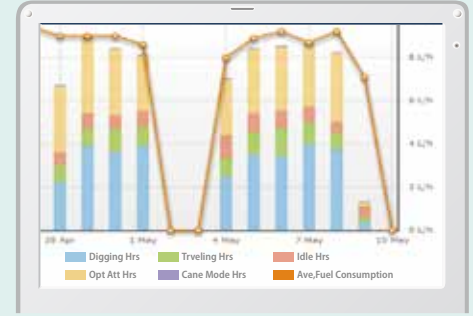 8 L/h
6 L/h
4 L/h
2 L/h
0 L/h
28 Apr 1 May 4 May 7 May 10 May
Digging Hrs Trveling Hrs Idle Hrs
Opt Att Hrs Cane Mode Hrs Ave,Fuel Consumption